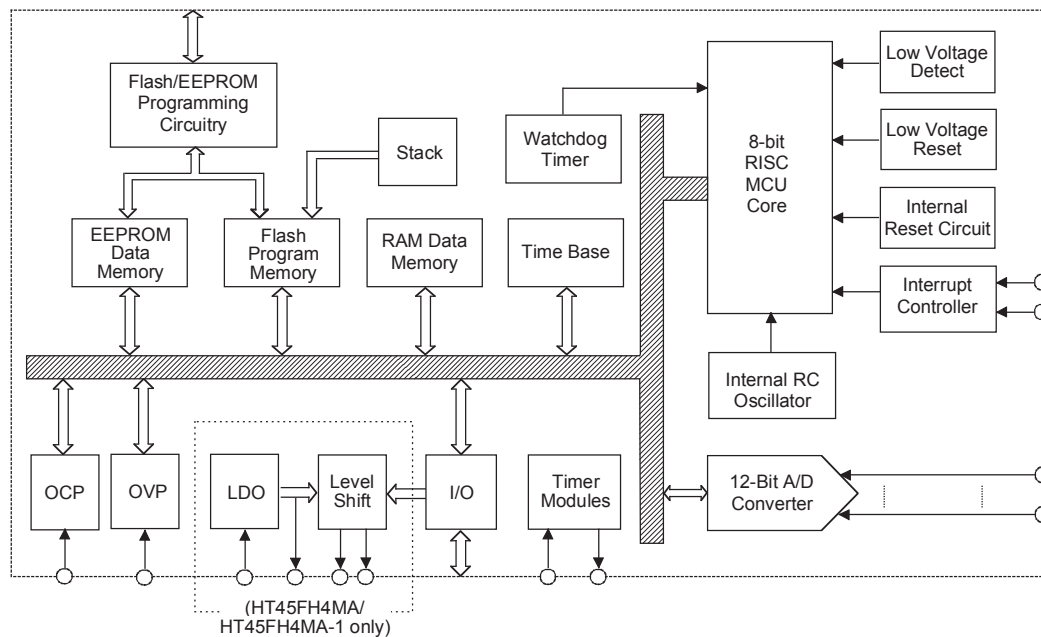 Flash/EEPROM
Programming
Circuitry
Stack
Watchdog
Timer
8-bit
RISC
MCU
Core
Low Voltage
Detect
Low Voltage
Reset
Internal
Reset Circuit
Interrupt
Controller
EEPROM
Data
Memory
Flash
Program
Memory
RAM Data
Memory
Time Base
Internal RC
Oscillator
OCP
OVP
LDO
Level
Shift
I/O
Timer
Modules
12-Bit A/D
Converter
(HT45FH4MA/
HT45FH4MA-1 only)